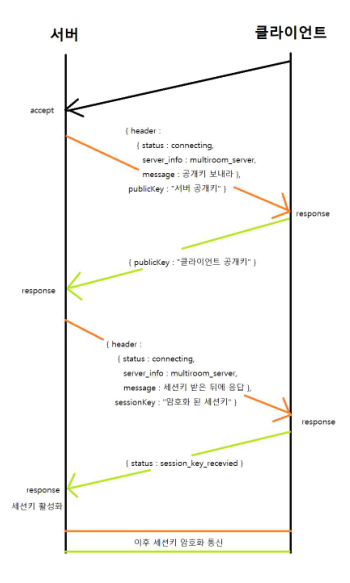 서버
클라이언트
accept
{ header :
{ status : connecting,
server_info : multiroom_server,
message : 공개키 보내라 },
publicKey : "서버 공개키" }
response
{ publicKey : "클라이언트 공개키" }
response
{ header :
{ status : connecting,
server_info : multiroom_server,
message : 세션키 받은 뒤에 응답 },
sessionKey : "암호화 된 세션키" }
response
{ status : session_key_recevied }
response
세션키 활성화
이후 세션키 암호화 통신